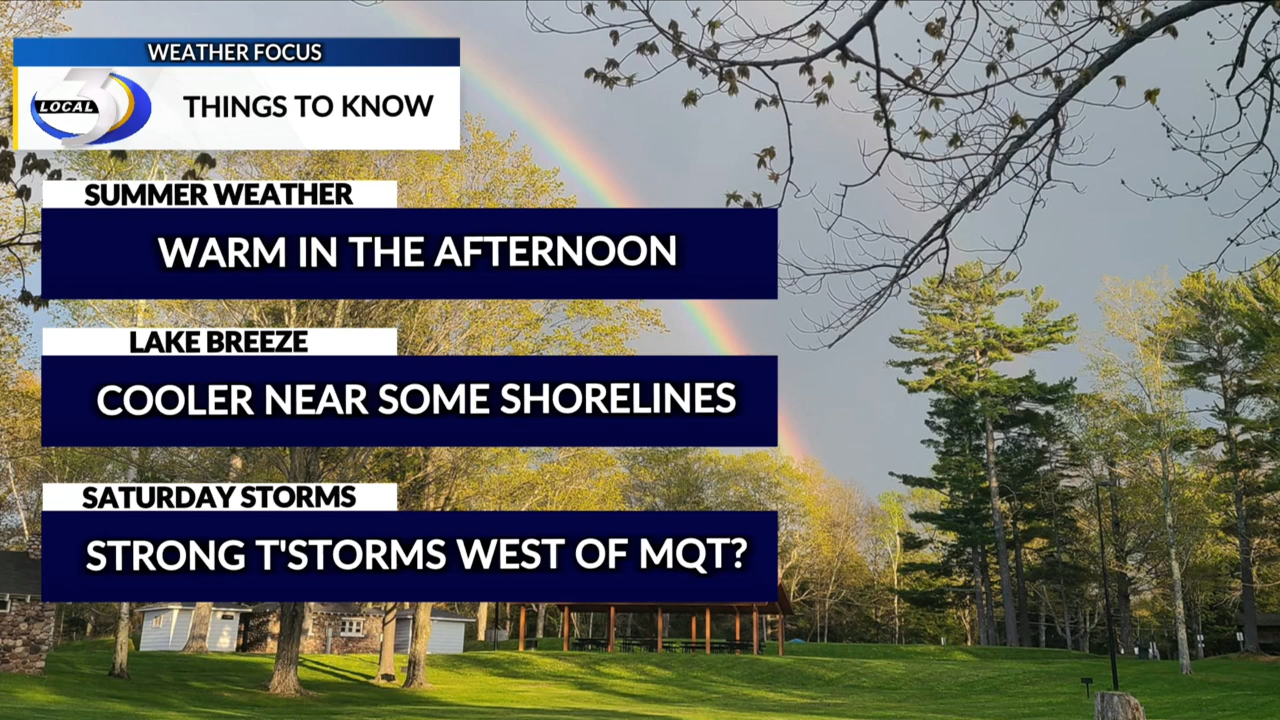 WEATHER FOCUS
LOCAL 3
THINGS TO KNOW
SUMMER WEATHER
WARM IN THE AFTERNOON
LAKE BREEZE
COOLER NEAR SOME SHORELINES
SATURDAY STORMS
STRONG T'STORMS WEST OF MQT?